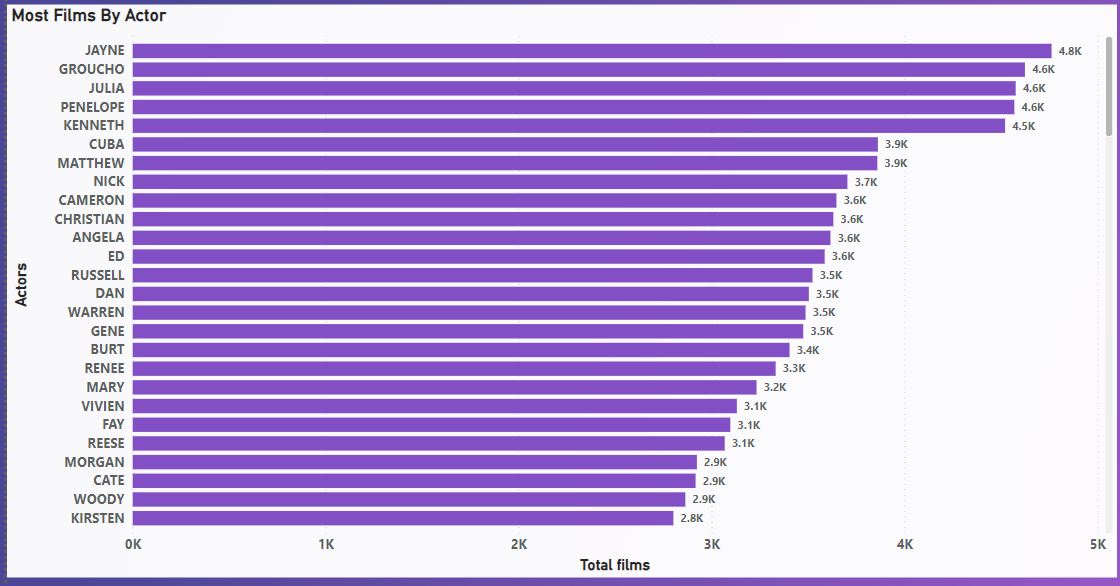 Most Films By Actor
JAYNE 4.8K
GROUCHO 4.6K
JULIA 4.6K
PENELOPE 4.6K
KENNETH 4.5K
CUBA 3.9K
MATTHEW 3.9K
NICK 3.7K
CAMERON 3.6K
CHRISTIAN 3.6K
ANGELA 3.6K
ED 3.6K
RUSSELL 3.5K
DAN 3.5K
WARREN 3.5K
GENE 3.5K
BURT 3.4K
RENEE 3.3K
MARY 3.2K
VIVIEN 3.1K
FAY 3.1K
REESE 3.1K
MORGAN 2.9K
CATE 2.9K
WOODY 2.9K
KIRSTEN 2.8K
Actors
0K 1K 2K 3K 4K 5K
Total films